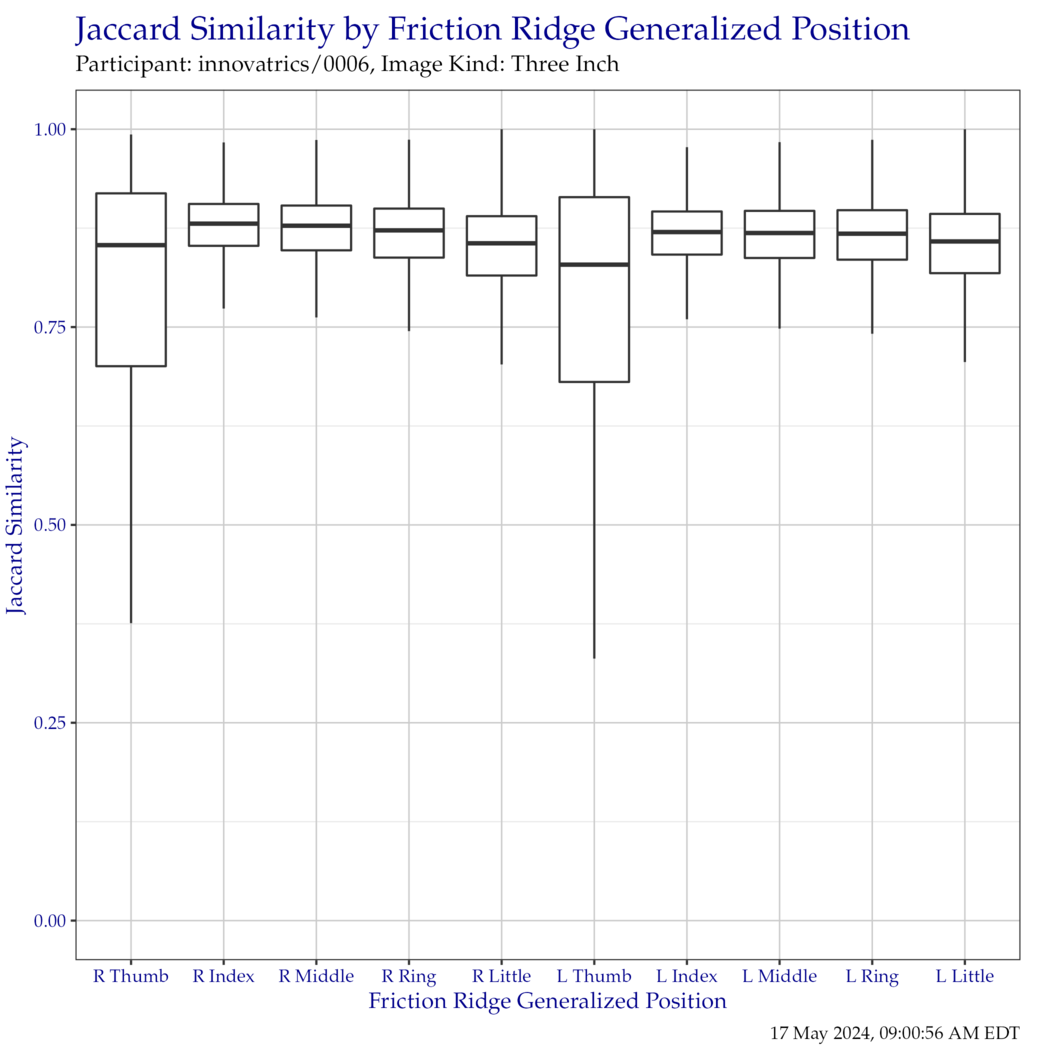 Jaccard Similarity by Friction Ridge Generalized Position
Participant: innovatrics/0006, Image Kind: Three Inch
Jaccard Similarity
1.00
0.75
0.50
0.25
0.00
R Thumb R Index R Middle R Ring R Little L Thumb L Index L Middle L Ring L Little
Friction Ridge Generalized Position
17 May 2024, 09:00:56 AM EDT